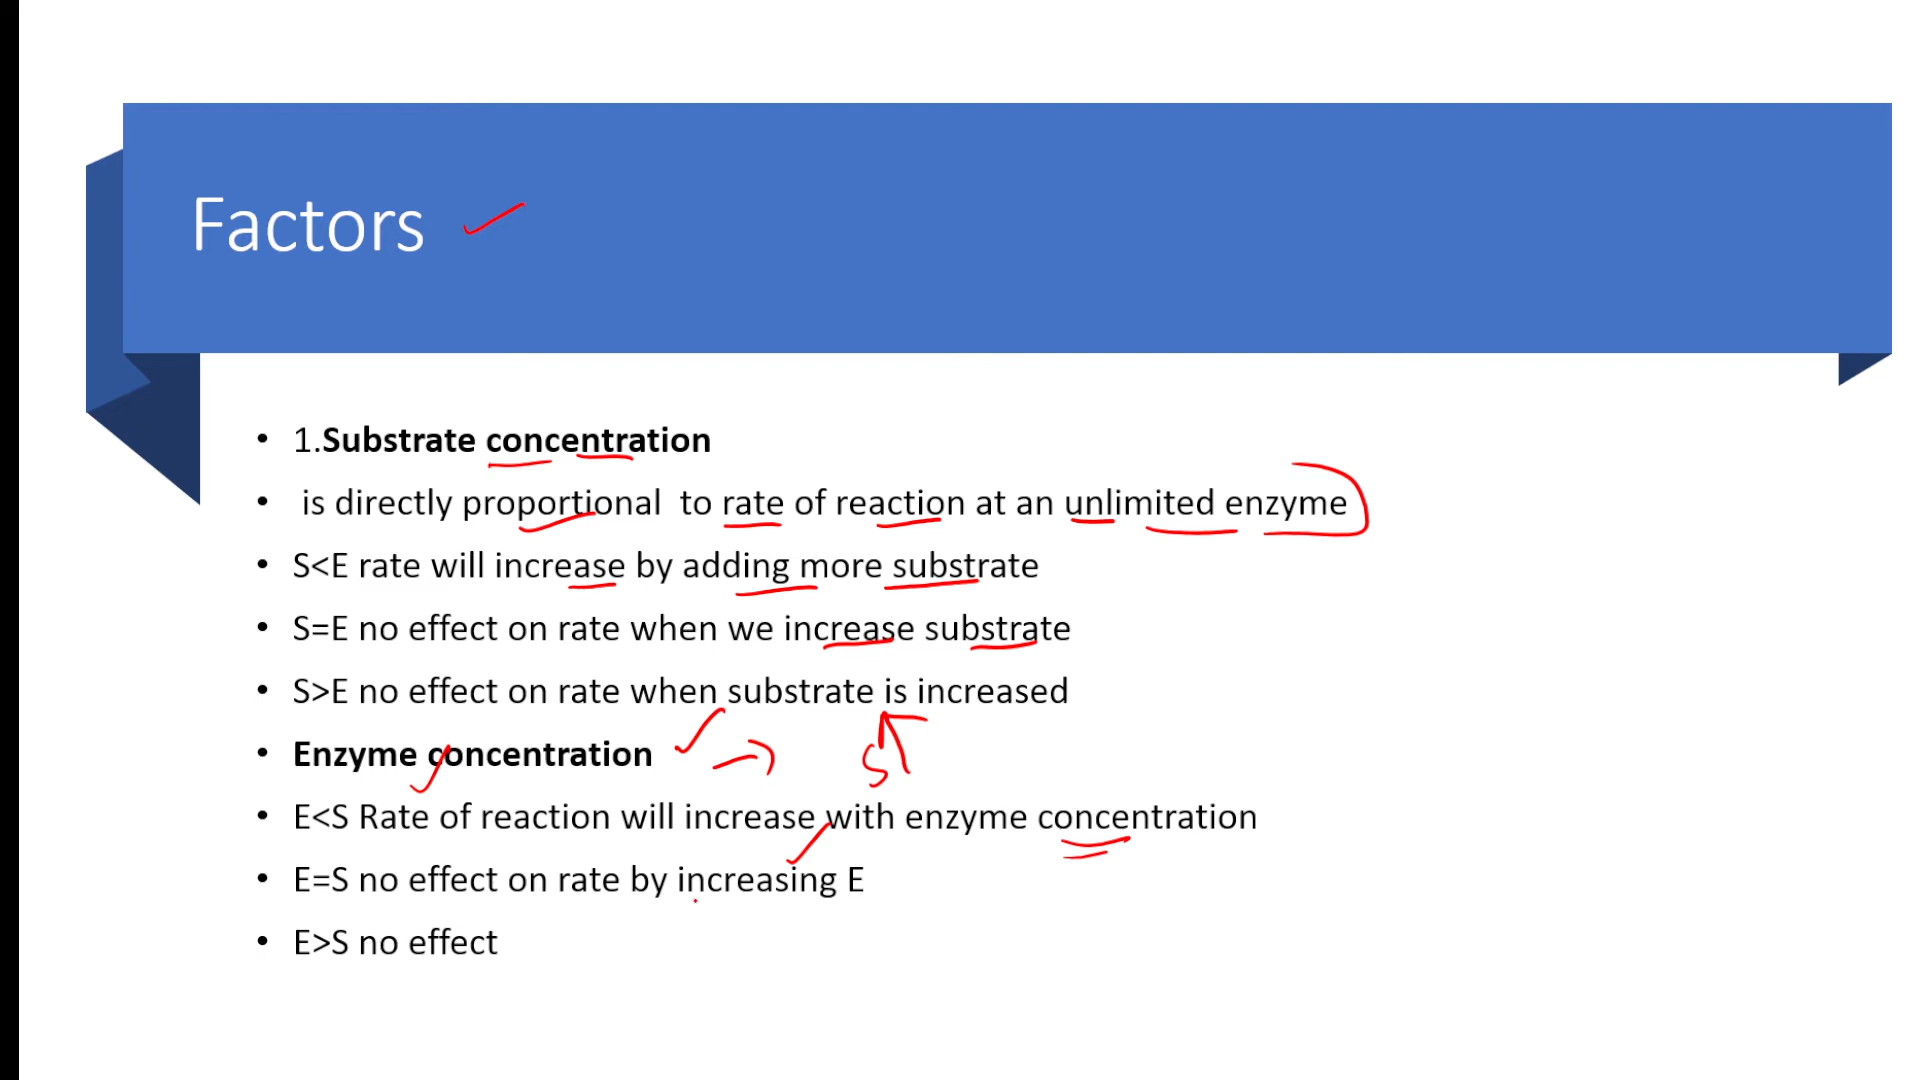 Factors
• 1.Substrate concentration
• is directly proportional to rate of reaction at an unlimited enzyme
• S<E rate will increase by adding more substrate
• S=E no effect on rate when we increase substrate
• S>E no effect on rate when substrate is increased
• Enzyme concentration
S
• E<S Rate of reaction will increase with enzyme concentration
• E=S no effect on rate by increasing E
• E>S no effect